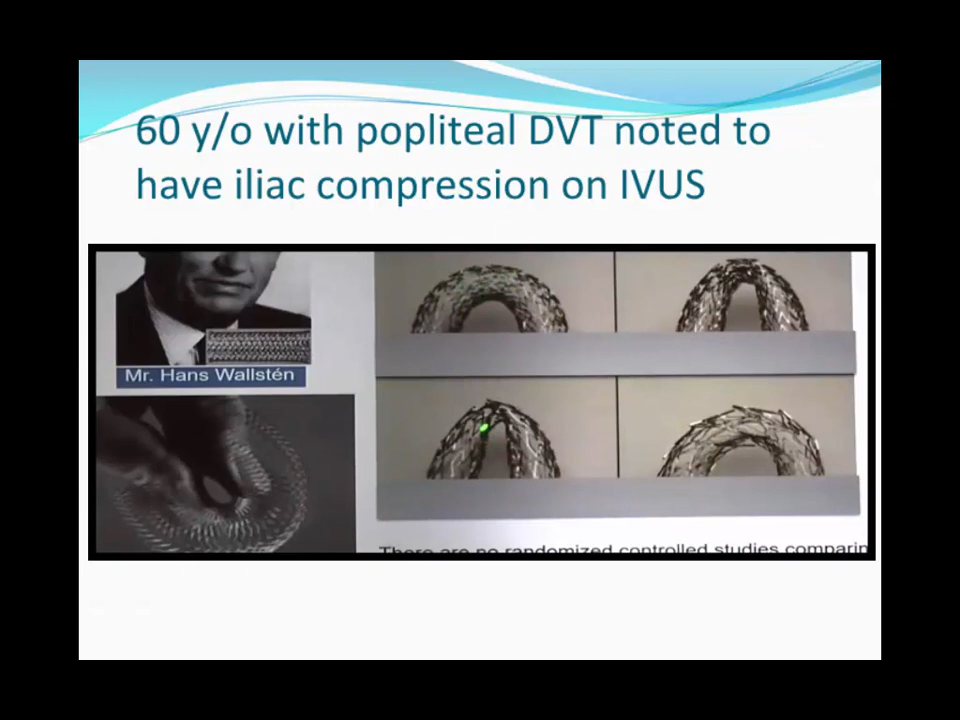 60 y/o with popliteal DVT noted to
have iliac compression on IVUS
Mr. Hans Wallstén
There are no randomized controlled studies